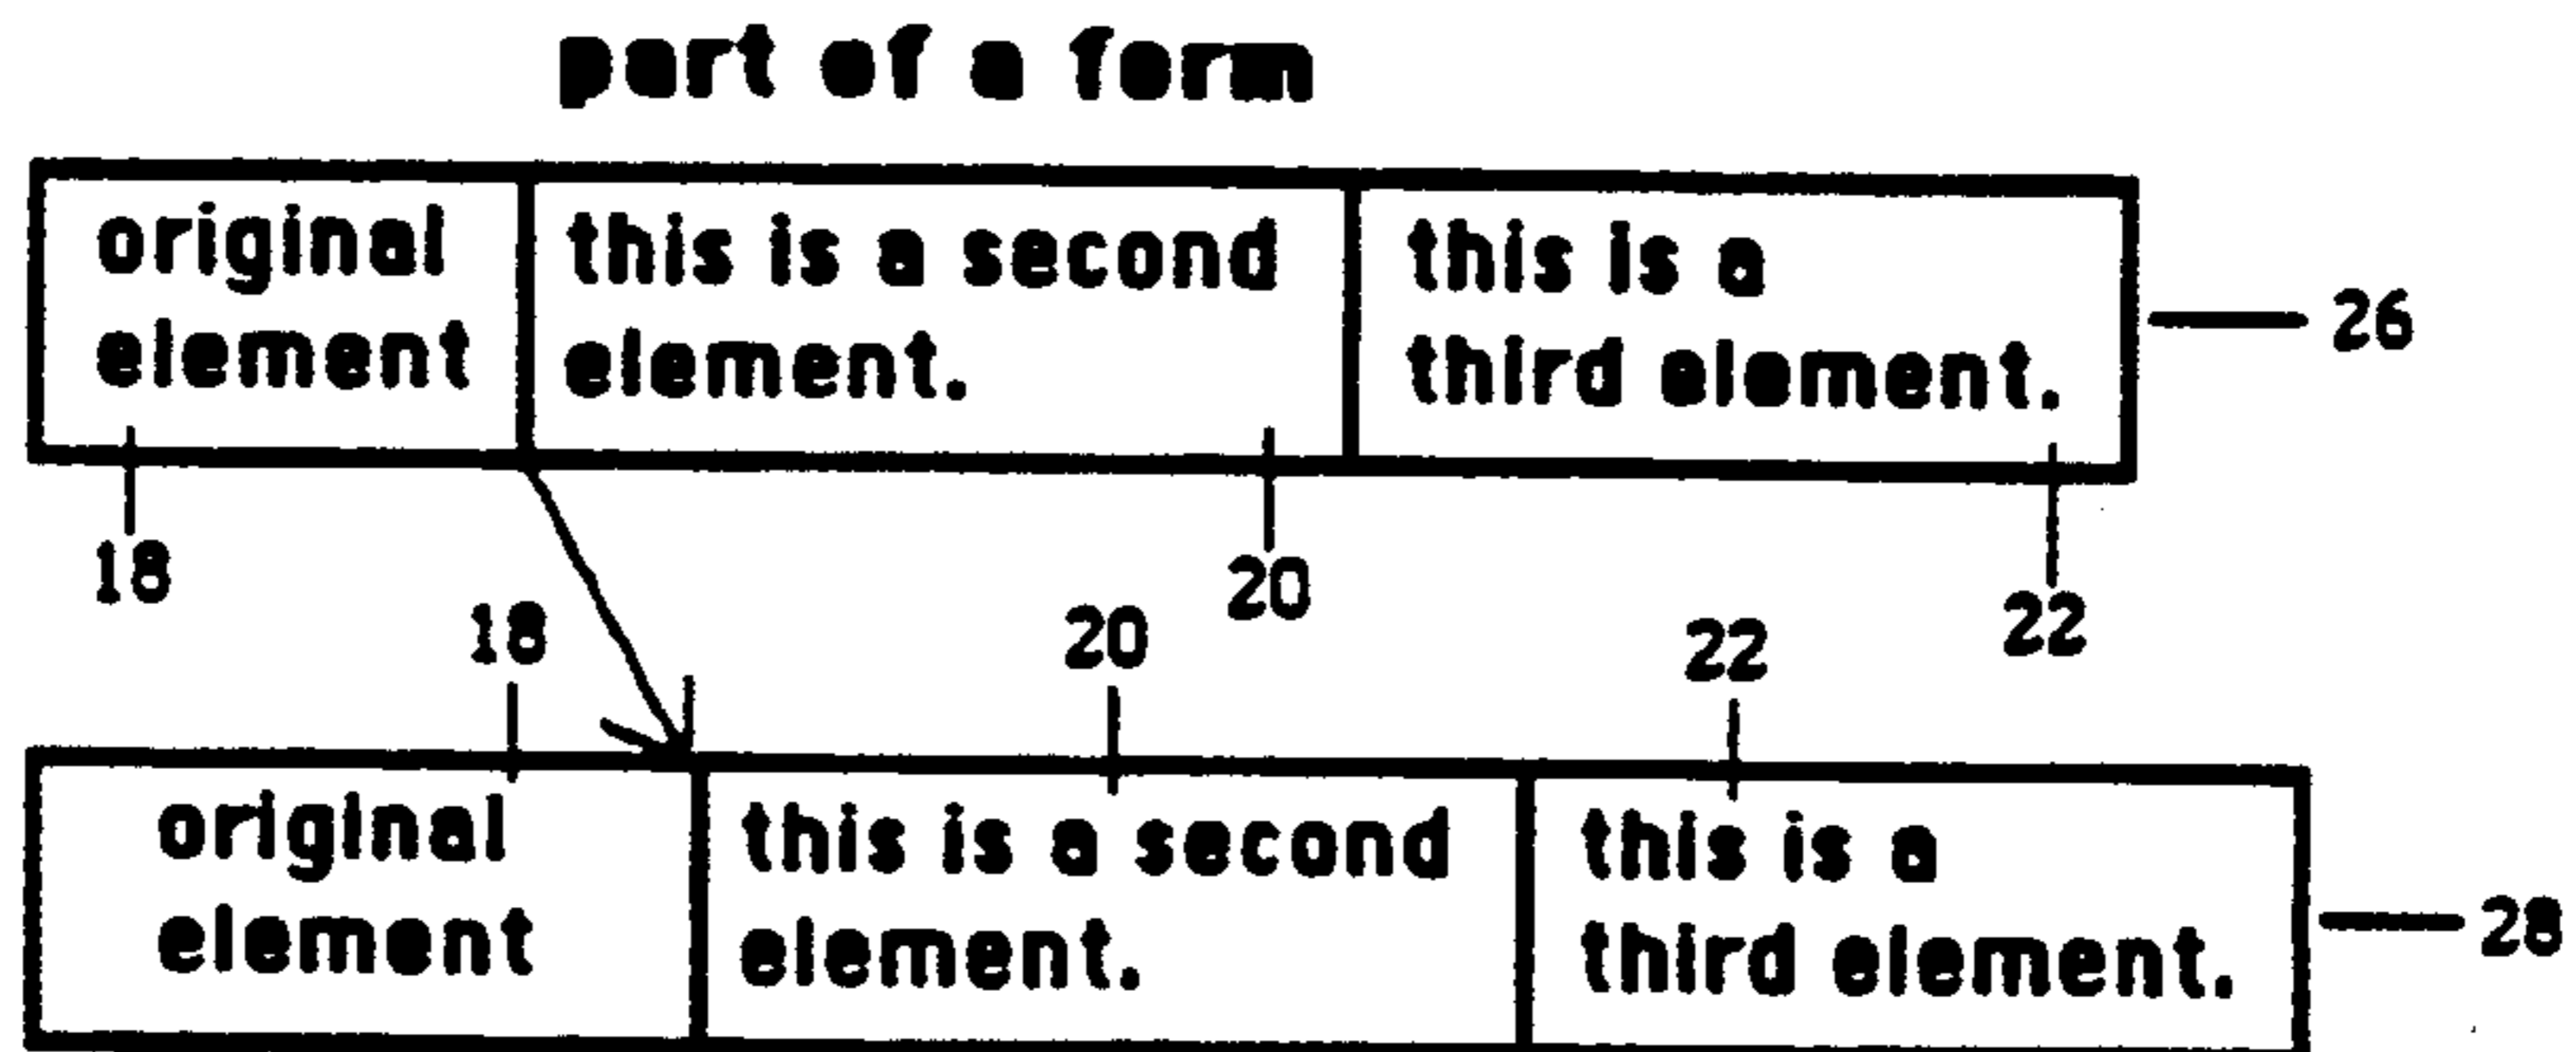 part of a form
original
element
this is a second
element.
this is a
third element.
26
18
20
22
18
20
22
original
element
this is a second
element.
this is a
third element.
28